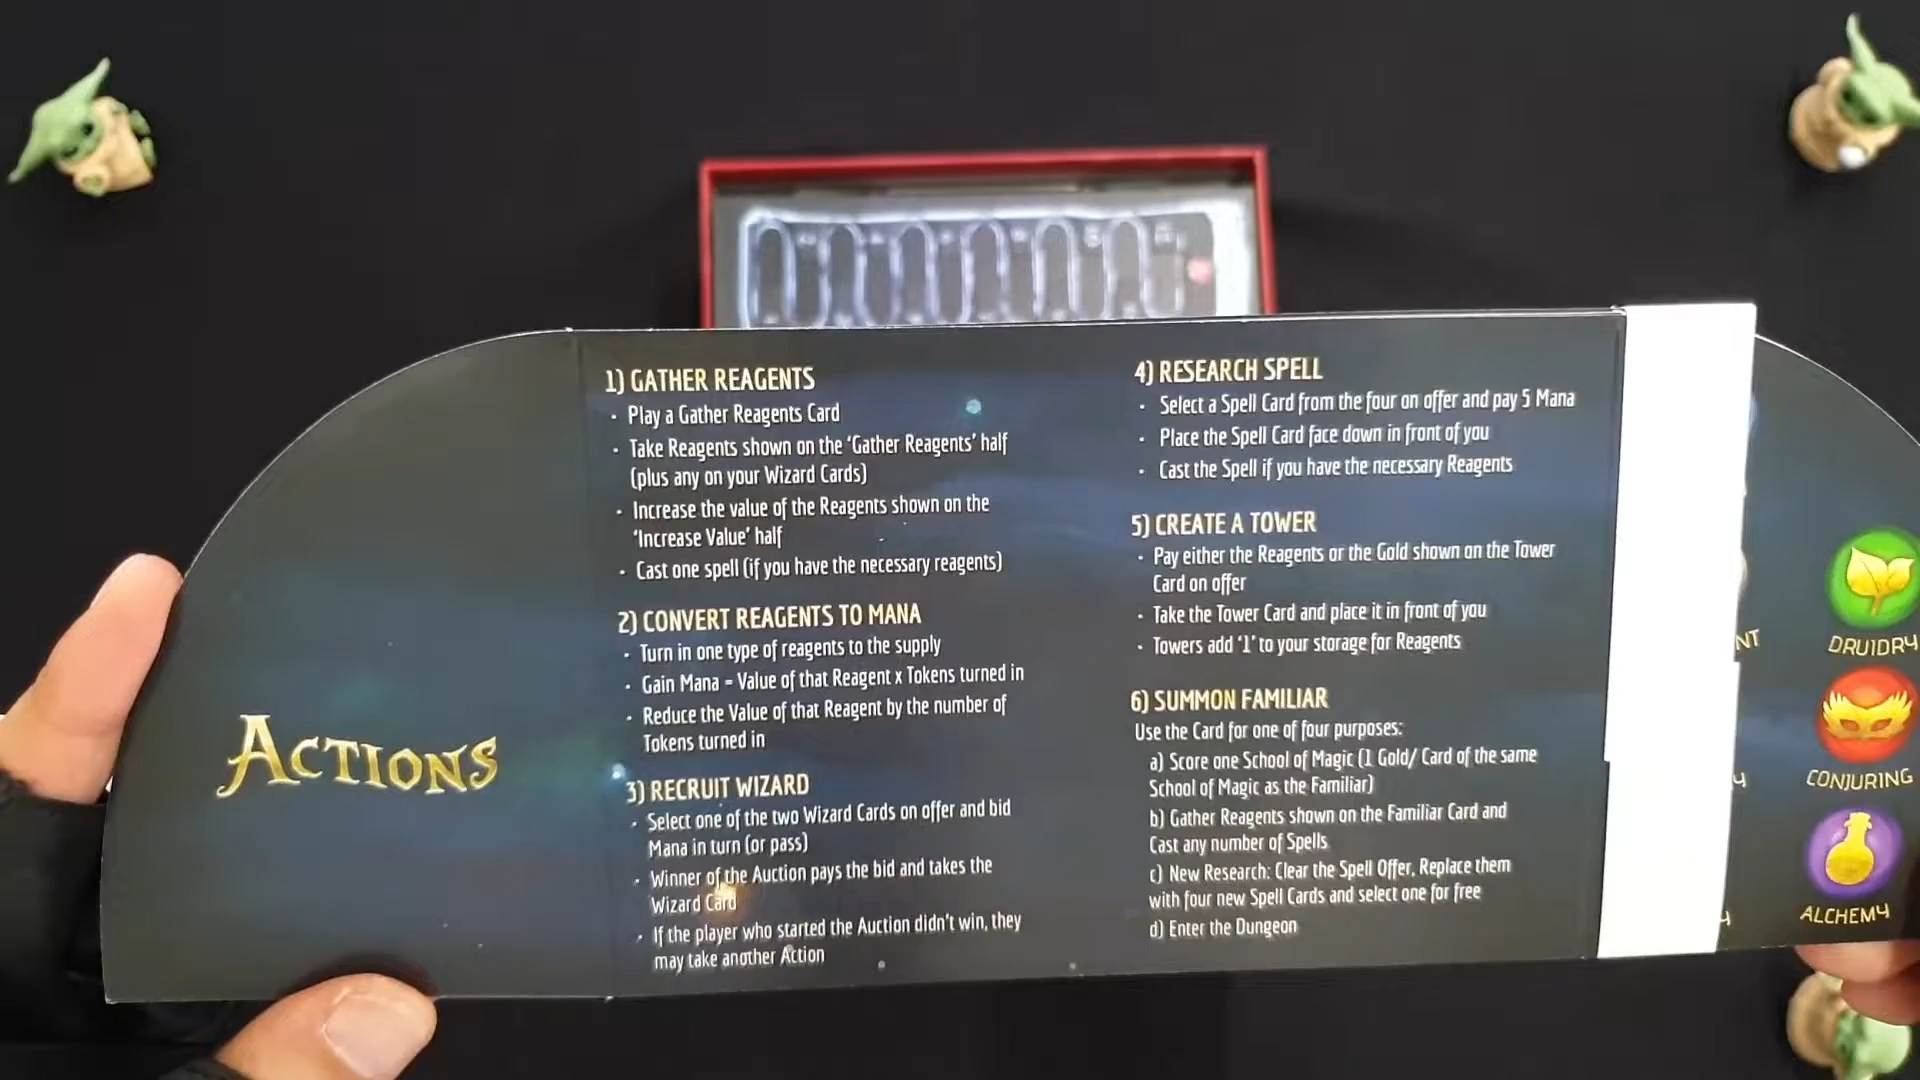 ACTIONS
1) GATHER REAGENTS
· Play a Gather Reagents Card
· Take Reagents shown on the 'Gather Reagents' half
(plus any on your Wizard Cards)
· Increase the value of the Reagents shown on the
'Increase Value' half
· Cast one spell (if you have the necessary reagents)
2) CONVERT REAGENTS TO MANA
· Turn in one type of reagents to the supply
· Gain Mana = Value of that Reagent x Tokens turned in
· Reduce the Value of that Reagent by the number of
Tokens turned in
3) RECRUIT WIZARD
· Select one of the two Wizard Cards on offer and bid
Mana in turn (or pass)
· Winner of the Auction pays the bid and takes the
Wizard Card
· If the player who started the Auction didn't win, they
may take another Action
4) RESEARCH SPELL
· Select a Spell Card from the four on offer and pay 5 Mana
· Place the Spell Card face down in front of you
· Cast the Spell if you have the necessary Reagents
5) CREATE A TOWER
· Pay either the Reagents or the Gold shown on the Tower
Card on offer
· Take the Tower Card and place it in front of you
· Towers add '1' to your storage for Reagents
6) SUMMON FAMILIAR
Use the Card for one of four purposes:
a) Score one School of Magic (1 Gold/ Card of the same
School of Magic as the Familiar)
b) Gather Reagents shown on the Familiar Card and
Cast any number of Spells
c) New Research: Clear the Spell Offer, Replace them
with four new Spell Cards and select one for free
d) Enter the Dungeon
NT
DRUIDRY
Y
CONJURING
Y
ALCHEMY